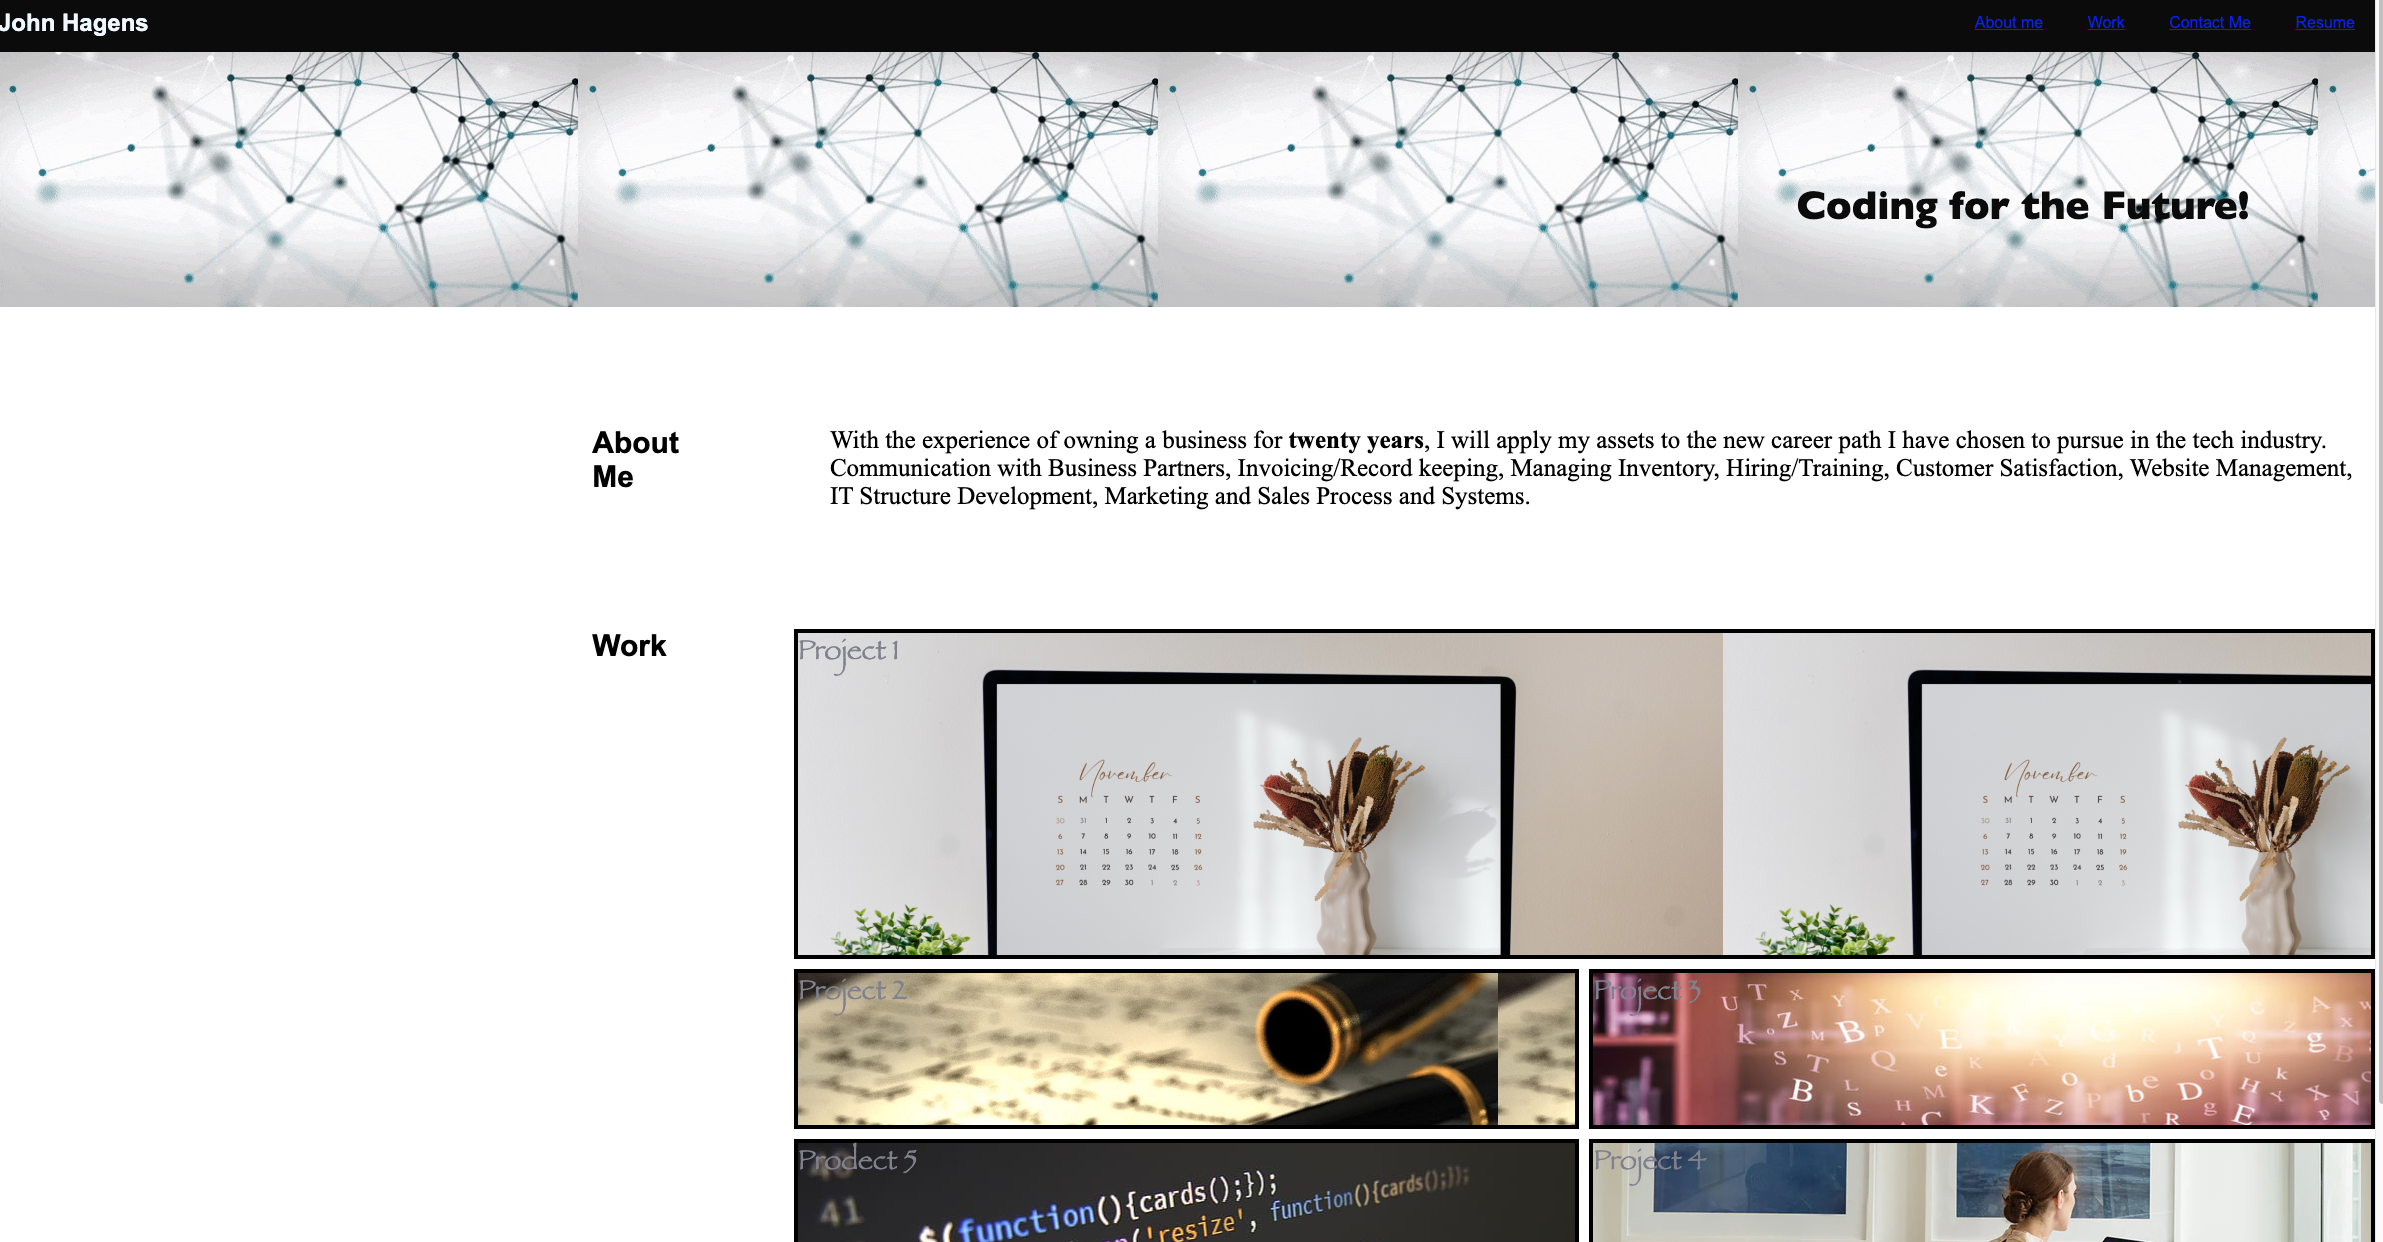 John Hagens
About me Work Contact Me Resume
Coding for the Future!
About
Me
With the experience of owning a business for twenty years, I will apply my assets to the new career path I have chosen to pursue in the tech industry.
Communication with Business Partners, Invoicing/Record keeping, Managing Inventory, Hiring/Training, Customer Satisfaction, Website Management,
IT Structure Development, Marketing and Sales Process and Systems.
Work
Project 1
November
S M T W T F S
30 31 1 2 3 4 5
6 7 8 9 10 11 12
13 14 15 16 17 18 19
20 21 22 23 24 25 26
27 28 29 30 1 2 3
November
S M T W T F S
30 31 1 2 3 4 5
6 7 8 9 10 11 12
13 14 15 16 17 18 19
20 21 22 23 24 25 26
27 28 29 30 1 2 3
Project 2
Project 3
Prodect 5
41
$(function(){cards();});
('resize', function(){cards();});
Project 4